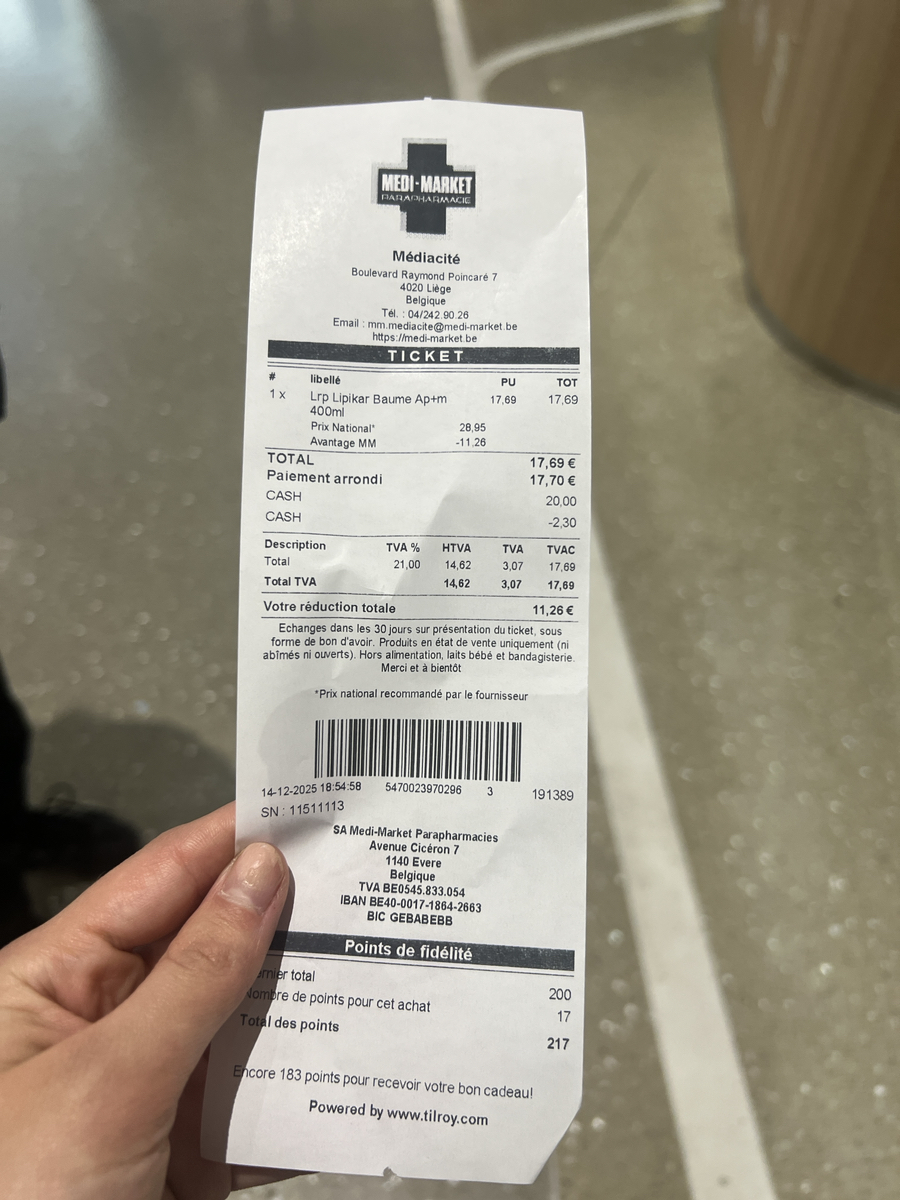 MEDI-MARKET
PARAPHARMACIE
Médiacité
Boulevard Raymond Poincaré 7
4020 Liège
Belgique
Tél. : 04/242.90.26
Email : mm.mediacite@medi-market.be
https://medi-market.be
TICKET
# libellé PU TOT
1 x Lrp Lipikar Baume Ap+m 17,69 17,69
400ml
Prix National* 28,95
Avantage MM -11,26
TOTAL 17,69 €
Paiement arrondi 17,70 €
CASH 20,00
CASH -2,30
Description TVA % HTVA TVA TVAC
Total 21,00 14,62 3,07 17,69
Total TVA 14,62 3,07 17,69
Votre réduction totale 11,26 €
Echanges dans les 30 jours sur présentation du ticket, sous
forme de bon d'avoir. Produits en état de vente uniquement (ni
abîmés ni ouverts). Hors alimentation, laits bébé et bandagisterie.
Merci et à bientôt
*Prix national recommandé par le fournisseur
14-12-2025 18:54:58 5470023970296 3 191389
SN : 11511113
SA Medi-Market Parapharmacies
Avenue Cicéron 7
1140 Evere
Belgique
TVA BE0545.833.054
IBAN BE40-0017-1864-2663
BIC GEBABEBB
Points de fidélité
total 200
Nombre de points pour cet achat 17
Total des points 217
Encore 183 points pour recevoir votre bon cadeau!
Powered by www.tilroy.com